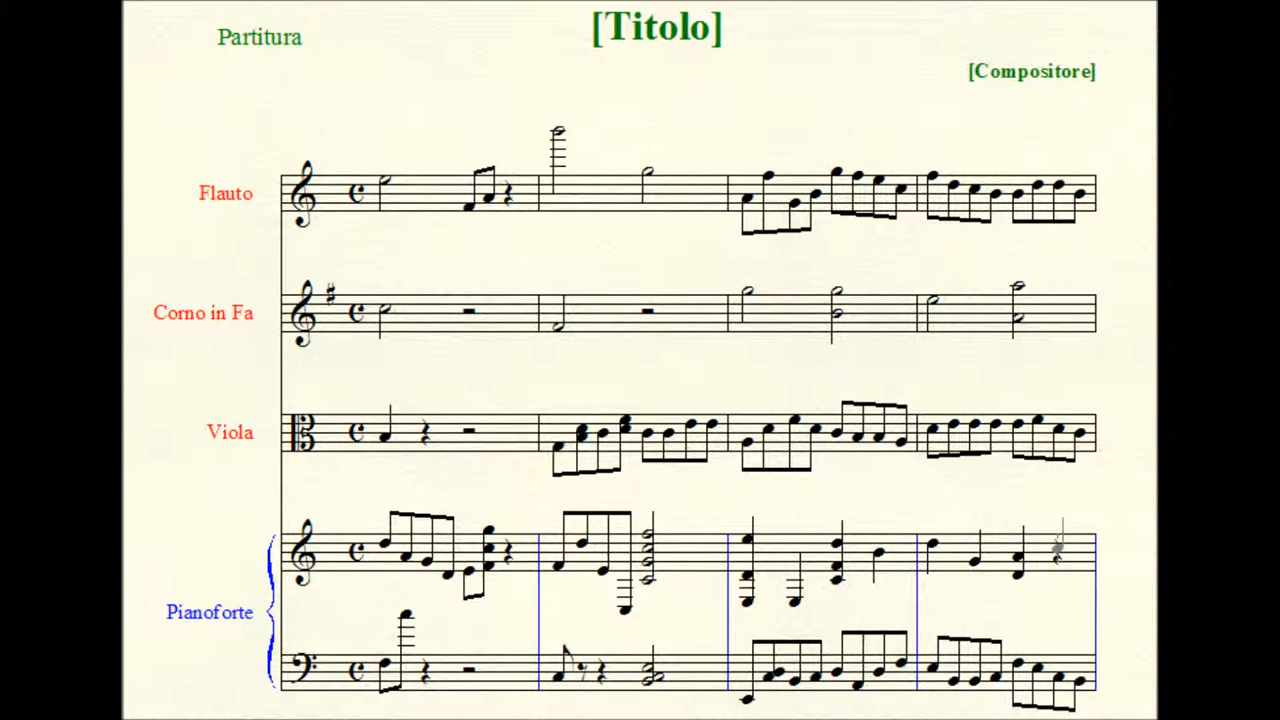 Partitura
[Titolo]
[Compositore]
Flauto
Corno in Fa
Viola
Pianoforte